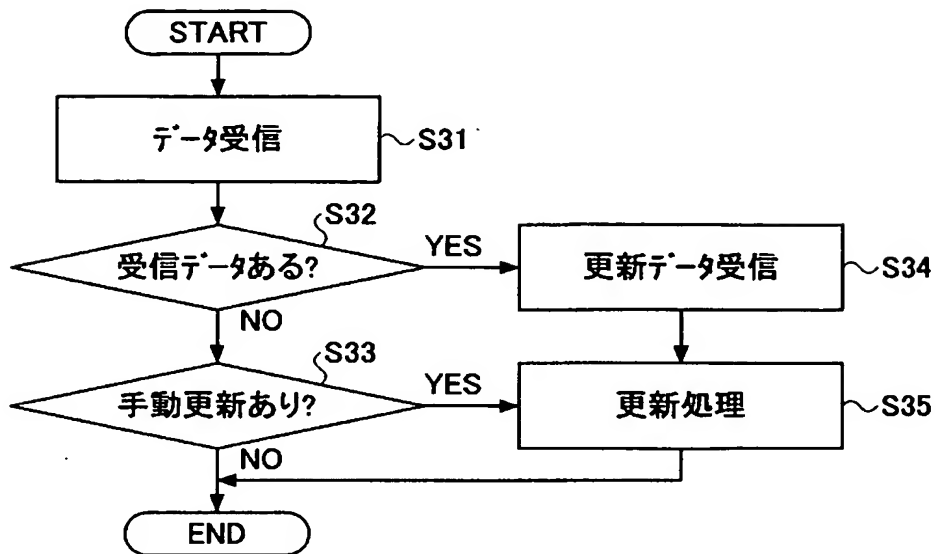 START
データ受信
S31
S32
受信データある?
YES
更新データ受信
S34
NO
S33
手動更新あり?
YES
更新処理
S35
NO
END